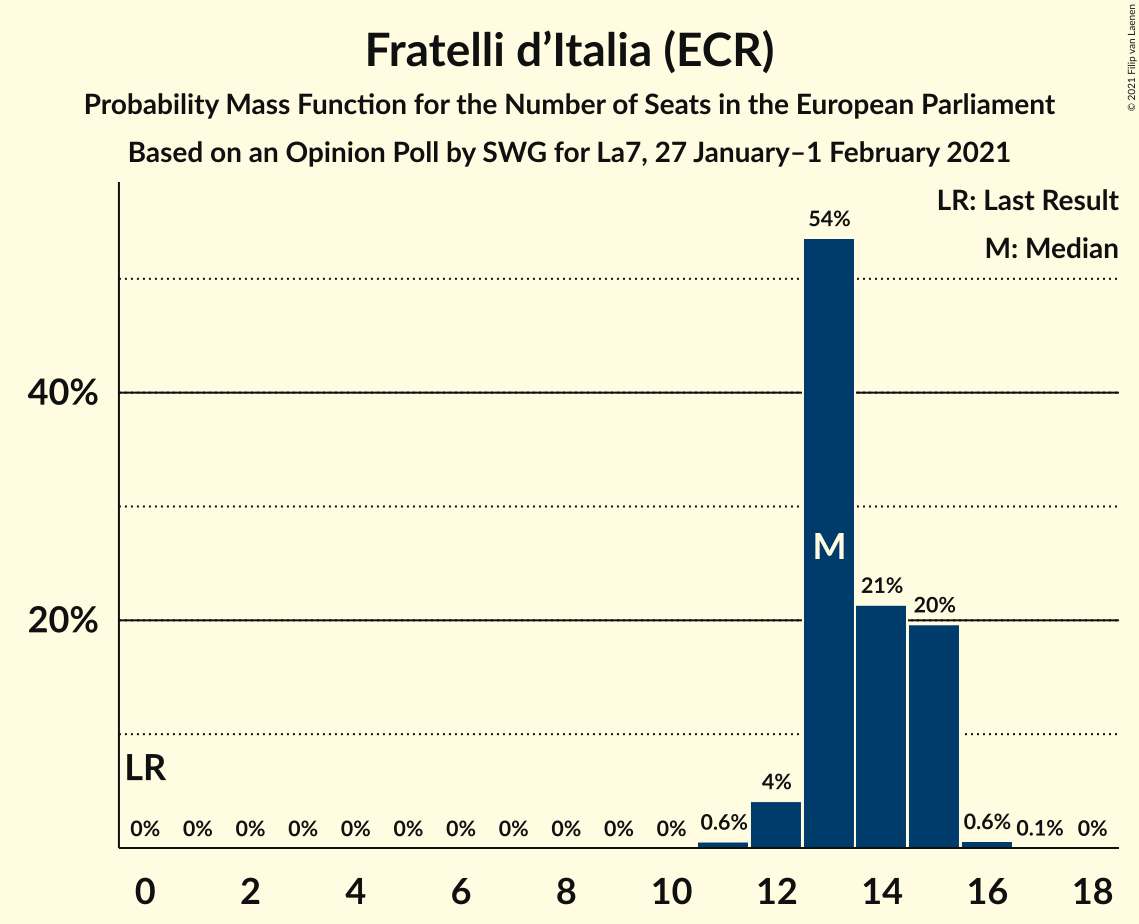 Fratelli d’Italia (ECR)
Probability Mass Function for the Number of Seats in the European Parliament
Based on an Opinion Poll by SWG for La7, 27 January–1 February 2021
© 2021 Filip van Laenen
LR: Last Result
M: Median
54%
40%
M
21%
20%
20%
LR
4%
0% 0% 0% 0% 0% 0% 0% 0% 0% 0% 0% 0.6% 0.6% 0.1% 0%
0 2 4 6 8 10 12 14 16 18